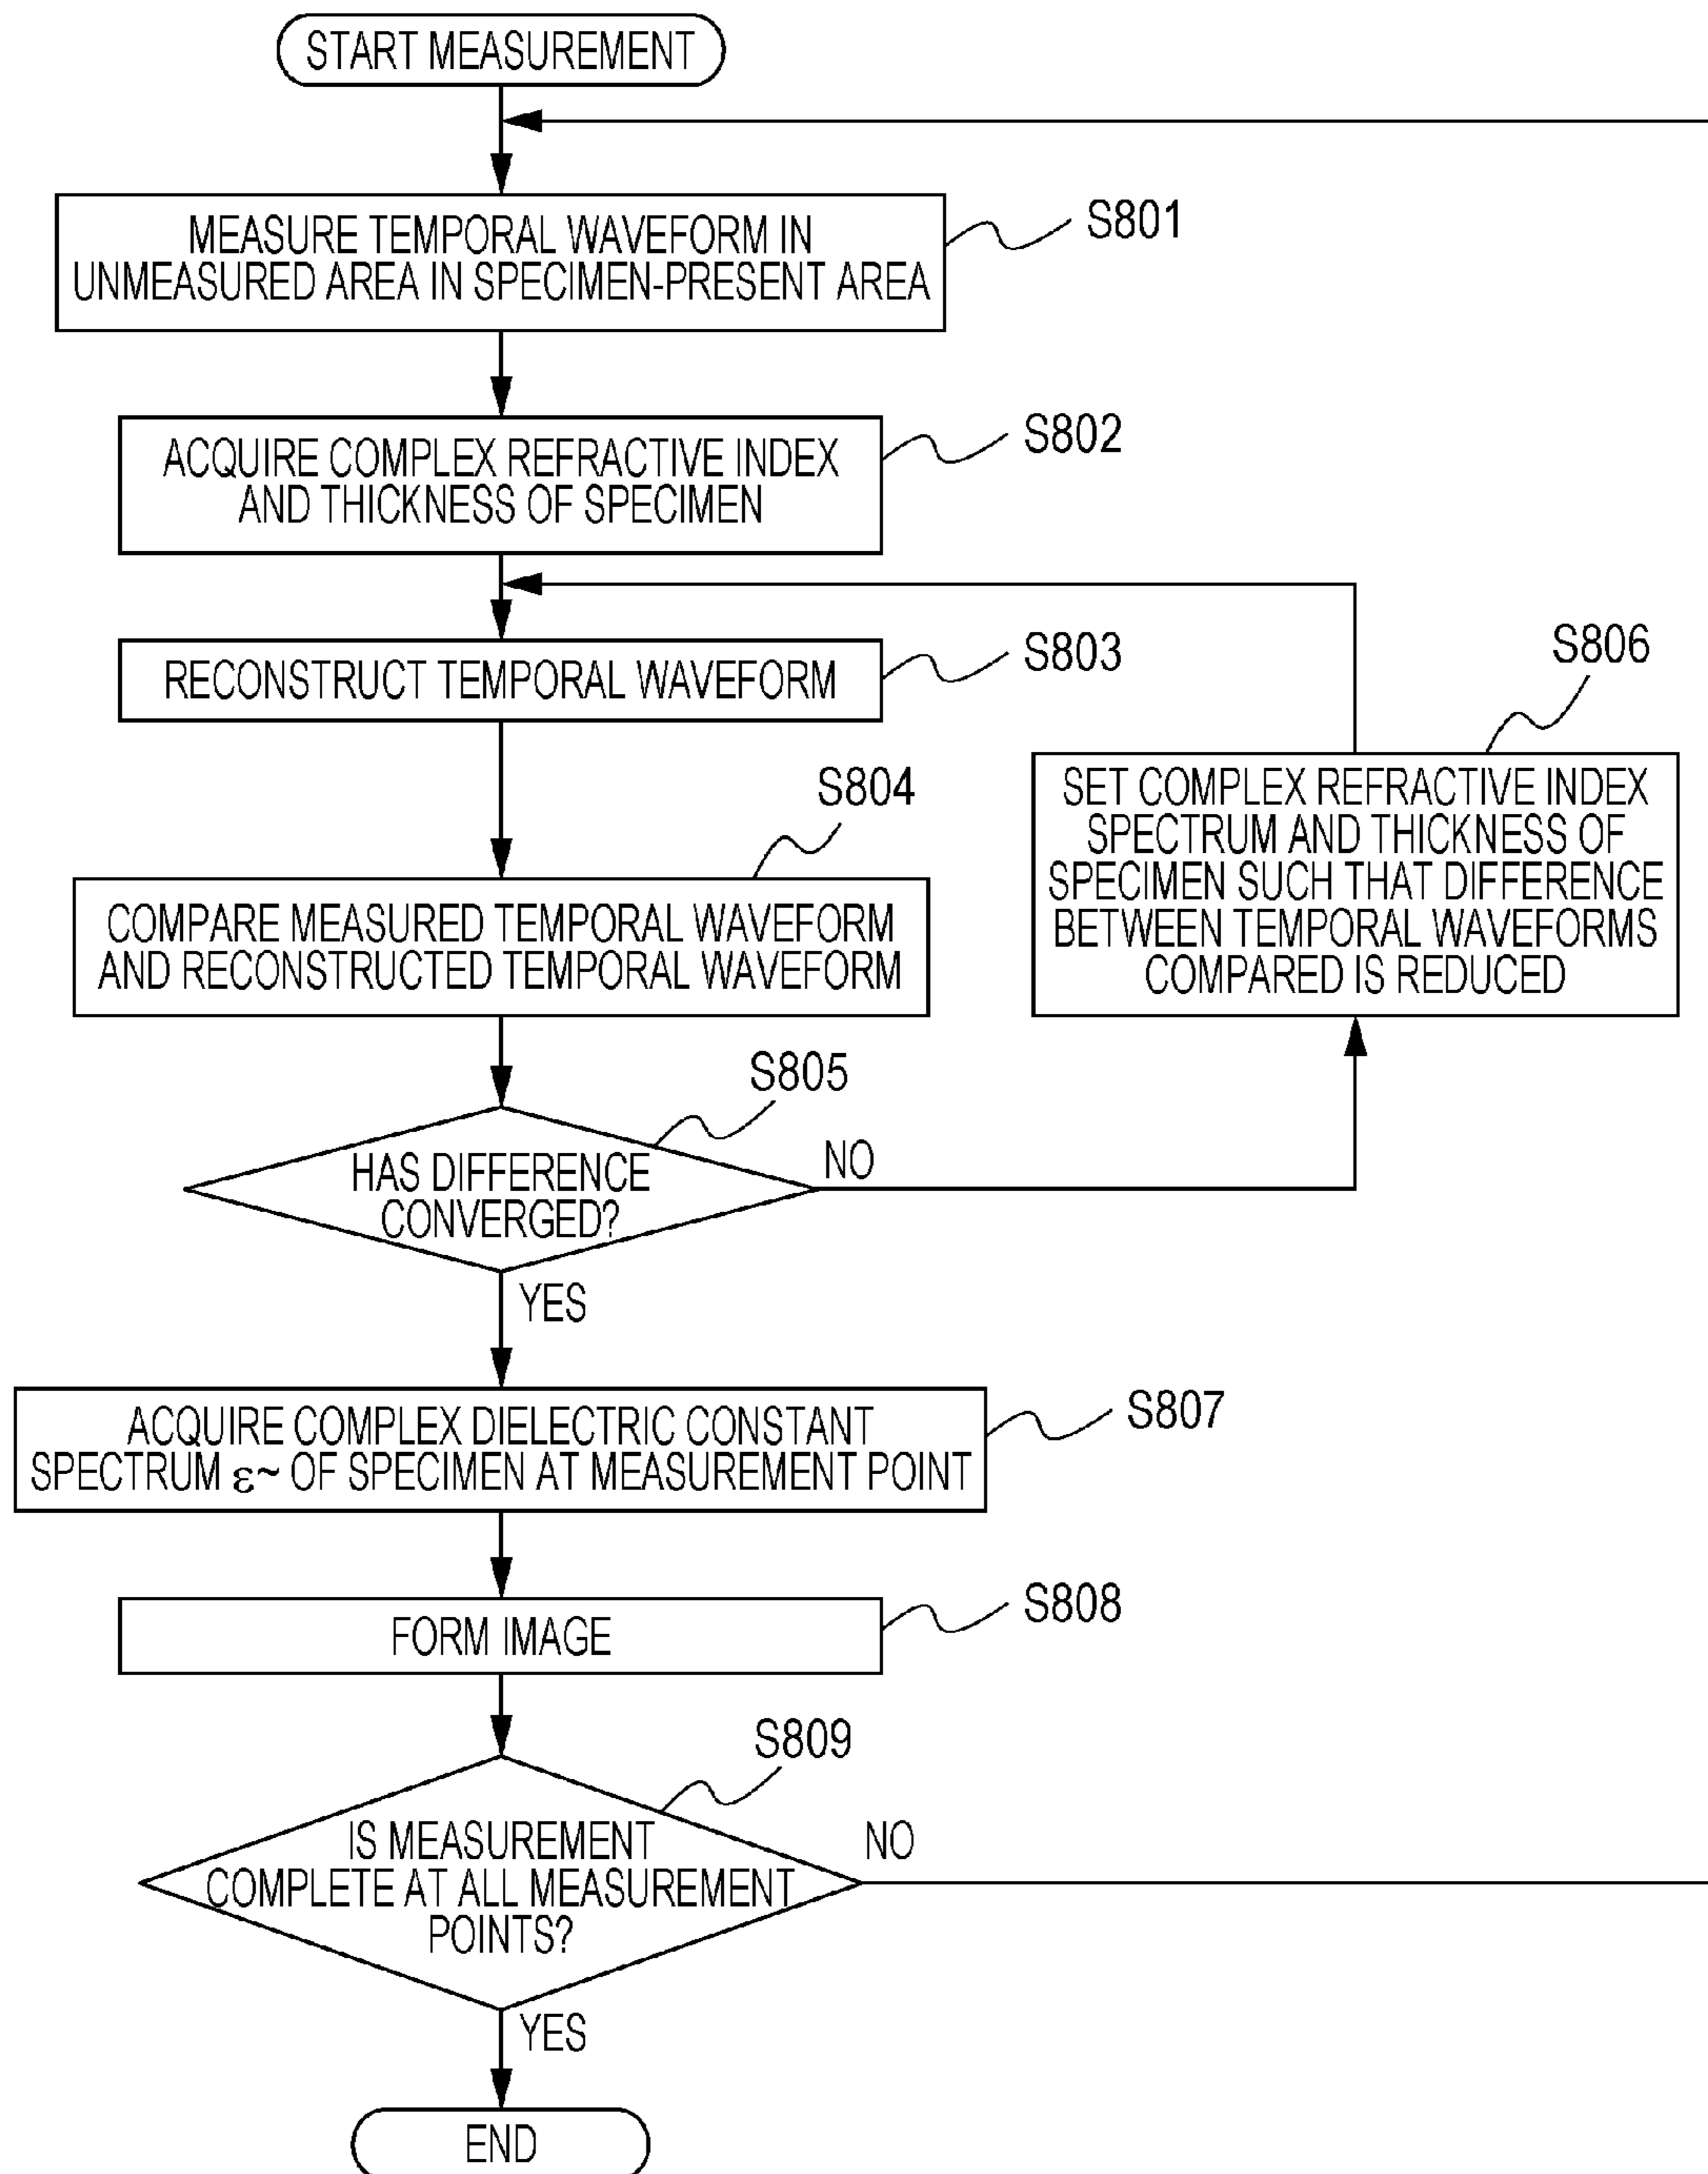 START MEASUREMENT
MEASURE TEMPORAL WAVEFORM IN
UNMEASURED AREA IN SPECIMEN-PRESENT AREA
S801
ACQUIRE COMPLEX REFRACTIVE INDEX
AND THICKNESS OF SPECIMEN
S802
RECONSTRUCT TEMPORAL WAVEFORM
S803
S806
SET COMPLEX REFRACTIVE INDEX
SPECTRUM AND THICKNESS OF
SPECIMEN SUCH THAT DIFFERENCE
BETWEEN TEMPORAL WAVEFORMS
COMPARED IS REDUCED
S804
COMPARE MEASURED TEMPORAL WAVEFORM
AND RECONSTRUCTED TEMPORAL WAVEFORM
S805
HAS DIFFERENCE
CONVERGED?
NO
YES
ACQUIRE COMPLEX DIELECTRIC CONSTANT
SPECTRUM ε~ OF SPECIMEN AT MEASUREMENT POINT
S807
FORM IMAGE
S808
S809
IS MEASUREMENT
COMPLETE AT ALL MEASUREMENT
POINTS?
NO
YES
END